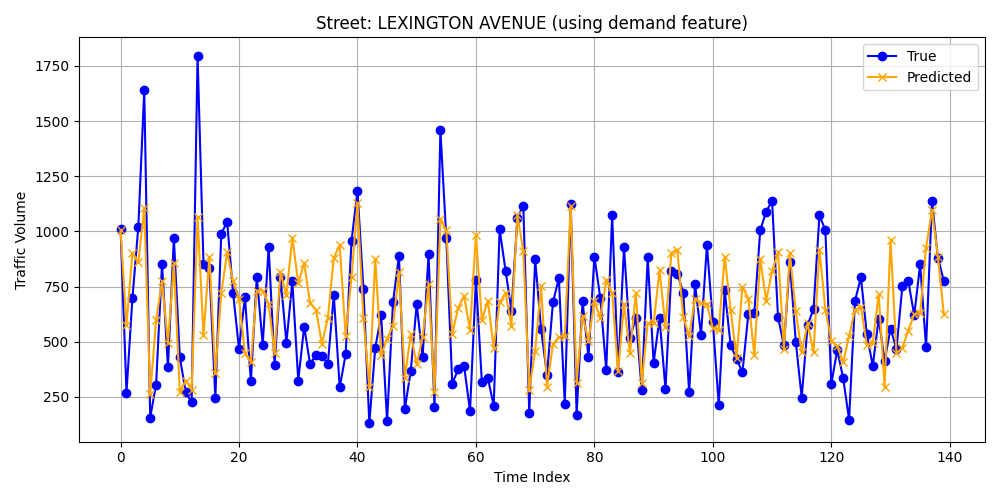 Street: LEXINGTON AVENUE (using demand feature)
True
Predicted
Traffic Volume
1750
1500
1250
1000
750
500
250
0 20 40 60 80 100 120 140
Time Index